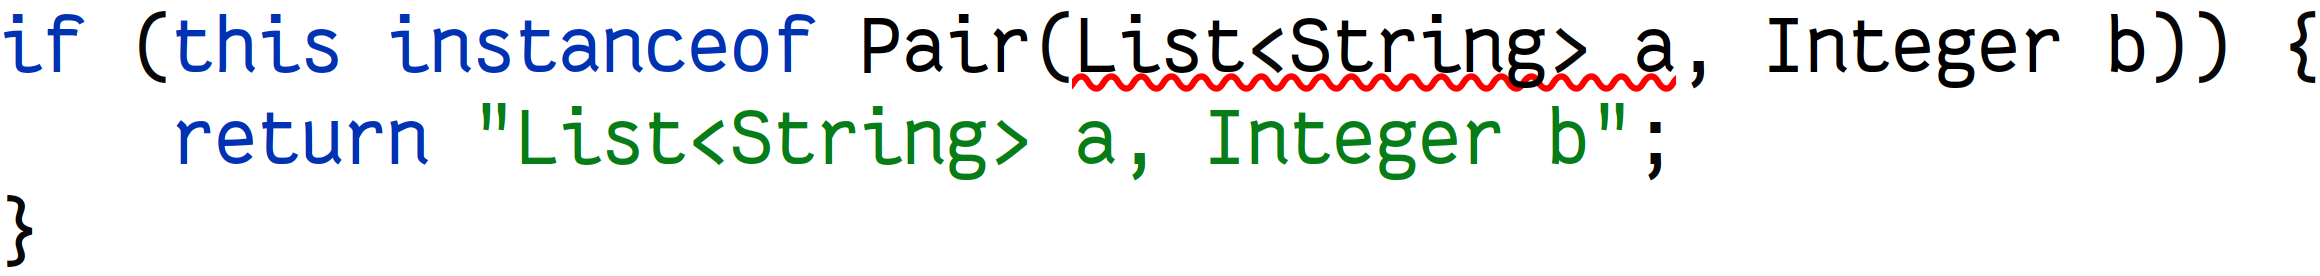 if (this instanceof Pair(List<String> a, Integer b)) {
    return "List<String> a, Integer b";
}